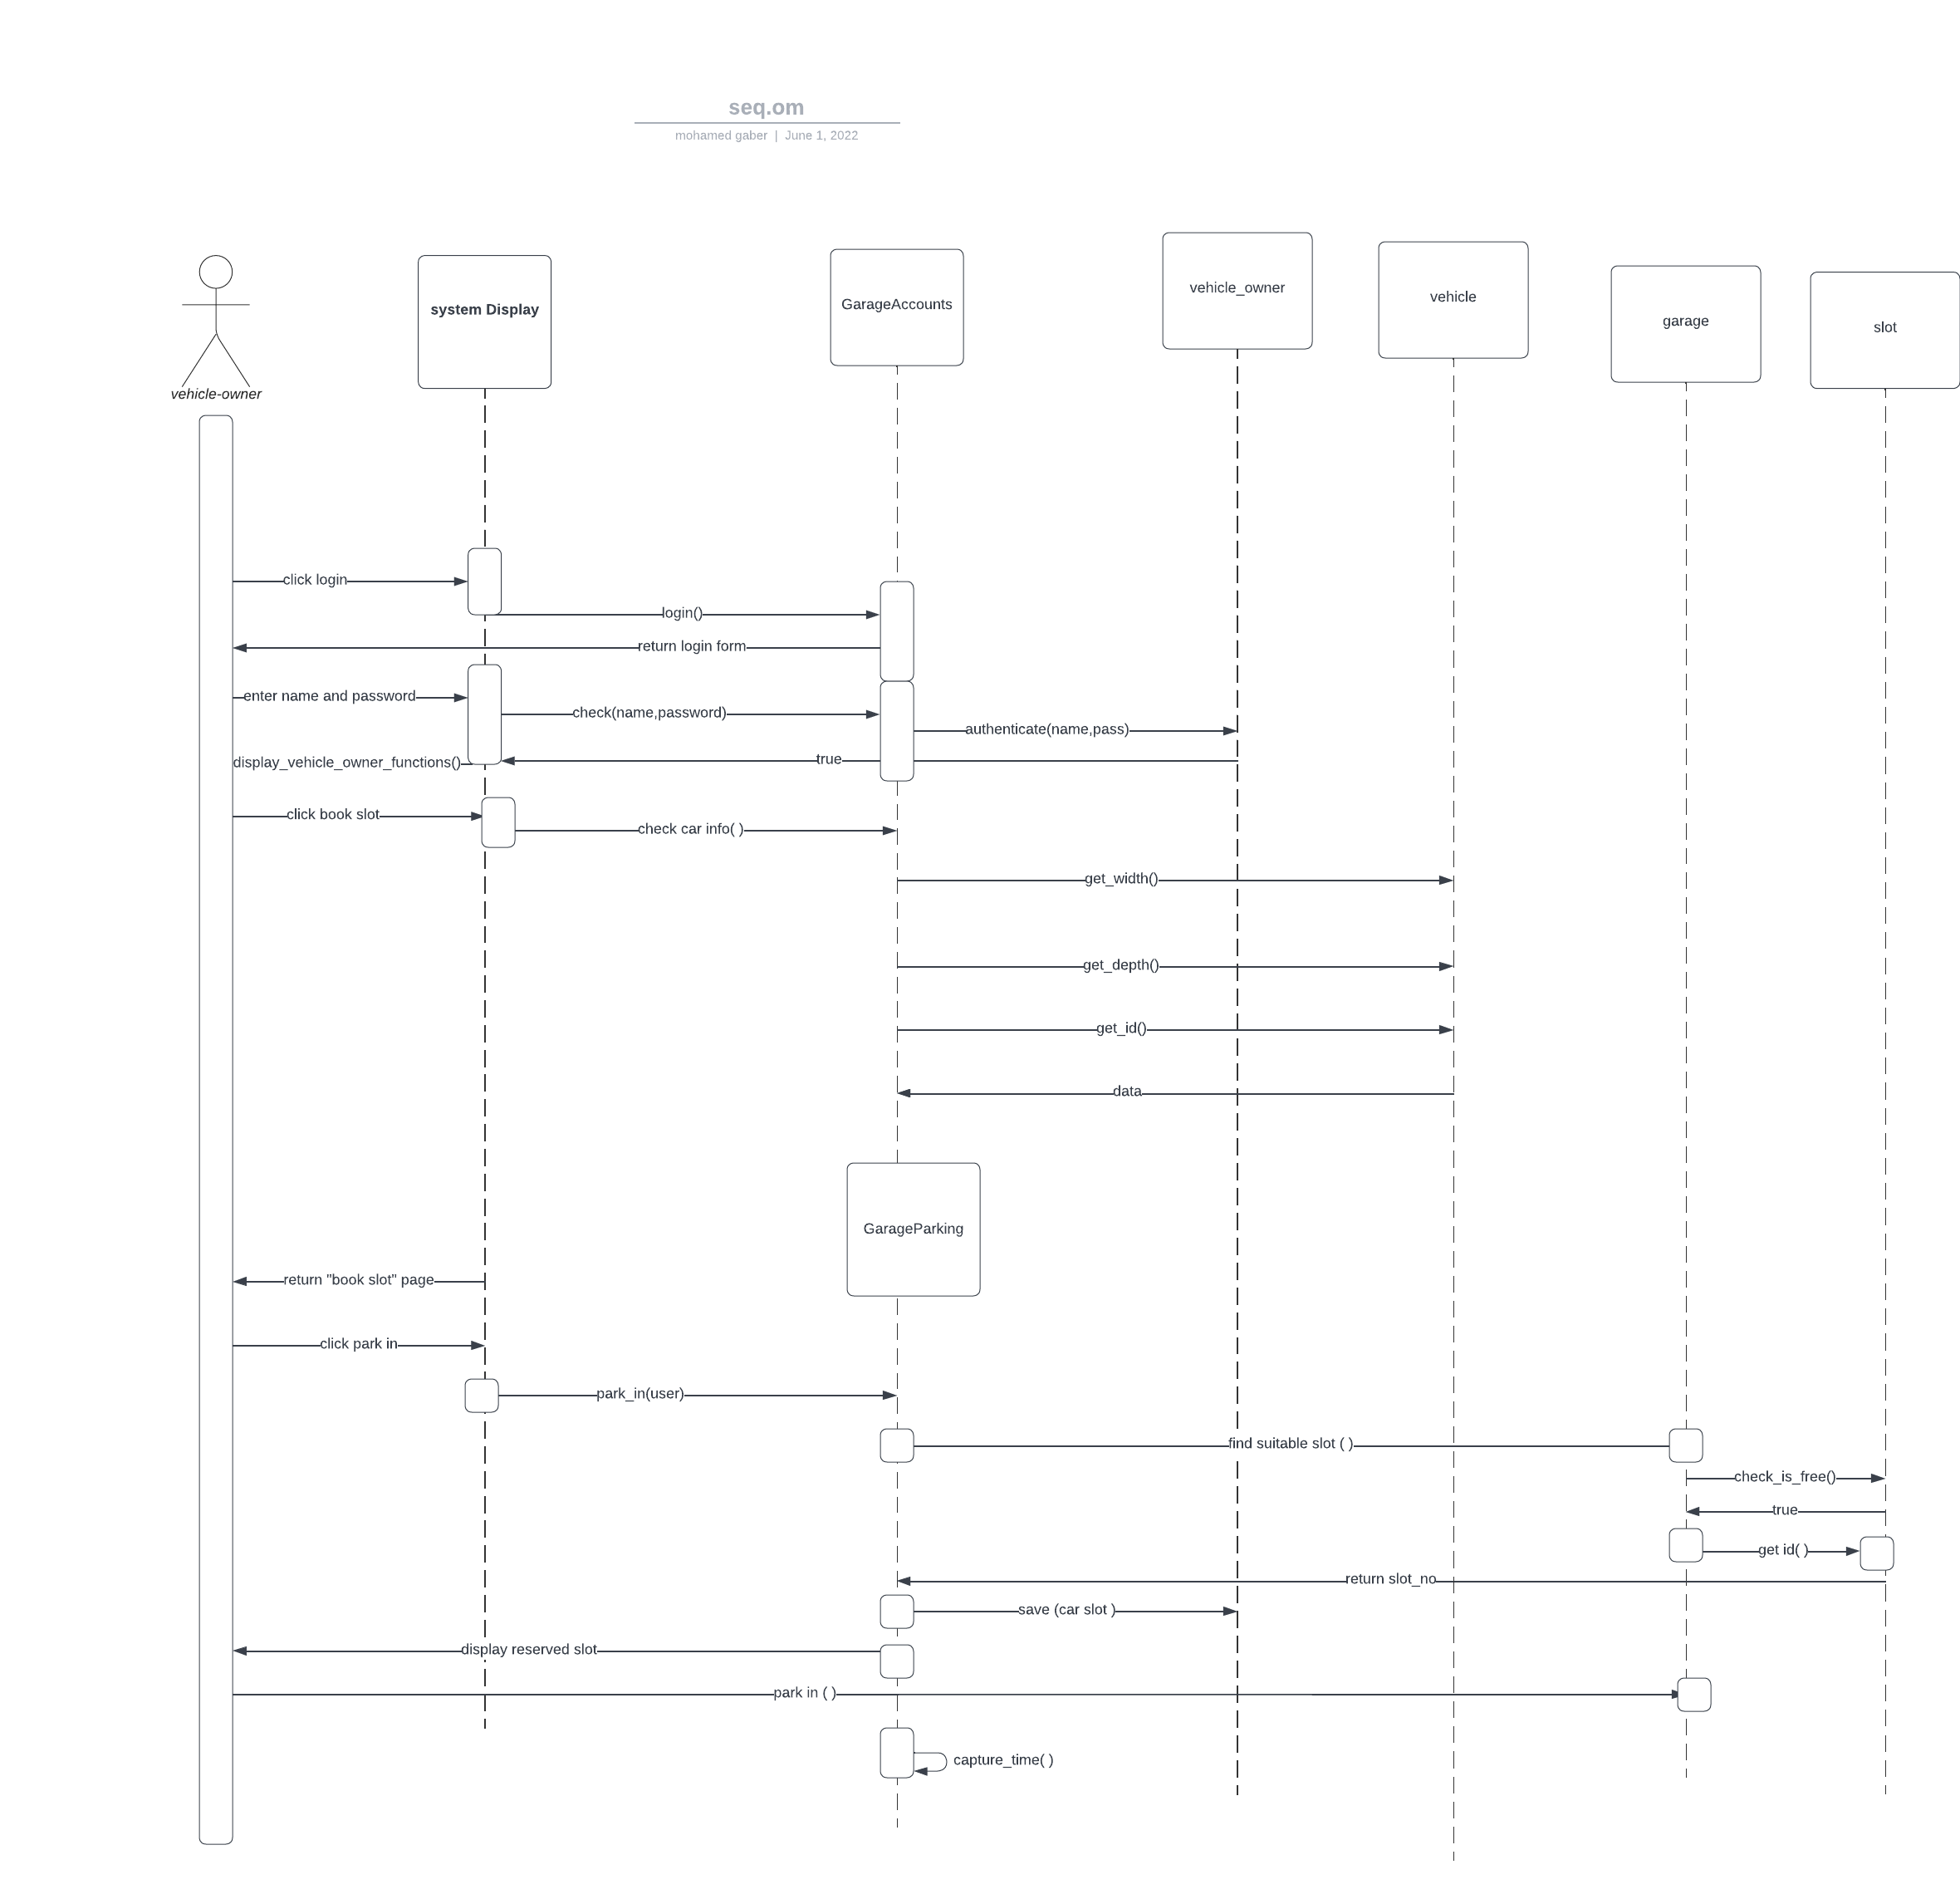 seq.om
mohamed gaber | June 1, 2022
vehicle-owner
system Display
GarageAccounts
vehicle_owner
vehicle
garage
slot
click login
login()
return login form
enter name and password
check(name,password)
authenticate(name,pass)
true
display_vehicle_owner_functions()
click book slot
check car info( )
get_width()
get_depth()
get_id()
data
GarageParking
return "book slot" page
click park in
park_in(user)
find suitable slot ( )
check_is_free()
true
get id( )
return slot_no
save (car slot )
display reserved slot
park in ( )
capture_time( )